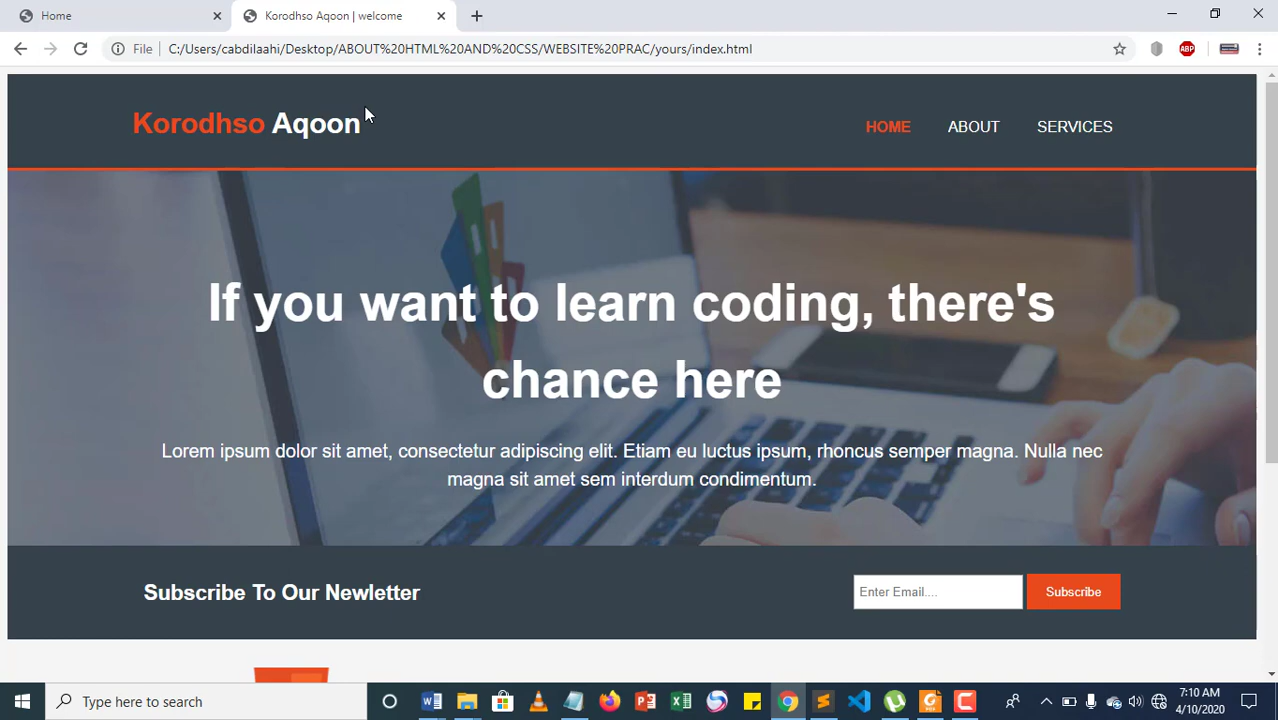 Home
Korodhso Aqoon | welcome
File
C:/Users/cabdilaahi/Desktop/ABOUT%20HTML%20AND%20CSS/WEBSITE%20PRAC/yours/index.html
ABP
Korodhso Aqoon
HOME
ABOUT
SERVICES
If you want to learn coding, there's
chance here
Lorem ipsum dolor sit amet, consectetur adipiscing elit. Etiam eu luctus ipsum, rhoncus semper magna. Nulla nec
magna sit amet sem interdum condimentum.
Subscribe To Our Newletter
Enter Email....
Subscribe
Type here to search
7:10 AM
4/10/2020